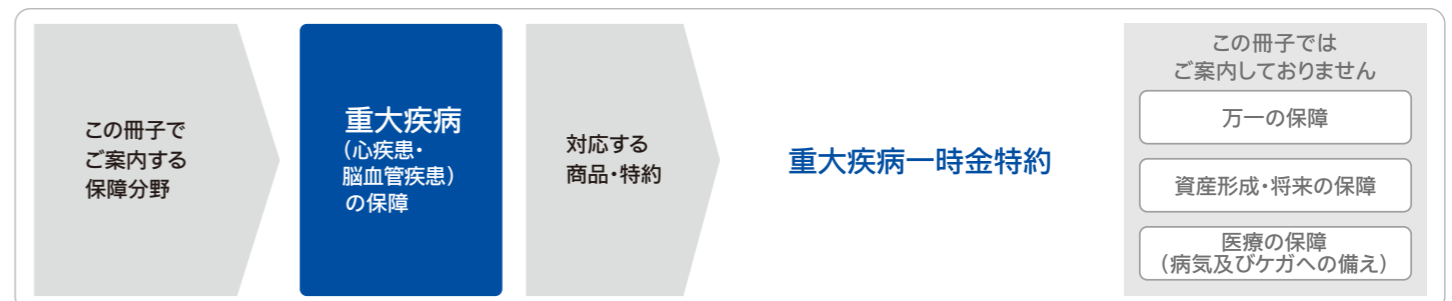 この冊子で
ご案内する
保障分野
重大疾病
(心疾患・
脳血管疾患)
の保障
対応する
商品・特約
重大疾病一時金特約
この冊子では
ご案内しておりません
万一の保障
資産形成・将来の保障
医療の保障
(病気及びケガへの備え)